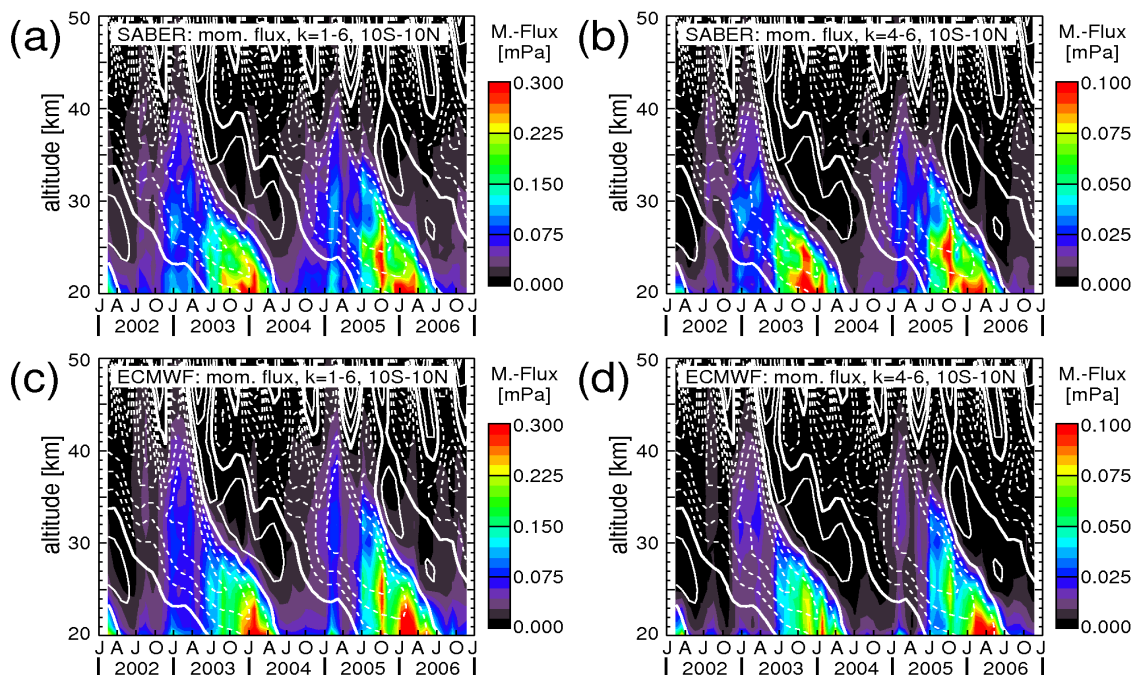 (a)
SABER: mom. flux, k=1-6, 10S-10N
M.-Flux
[mPa]
50
40
30
20
altitude [km]
0.300
0.225
0.150
0.075
0.000
J A J O J A J O J A J O J A J O J A J O J
2002 2003 2004 2005 2006
(b)
SABER: mom. flux, k=4-6, 10S-10N
M.-Flux
[mPa]
50
40
30
20
altitude [km]
0.100
0.075
0.050
0.025
0.000
J A J O J A J O J A J O J A J O J A J O J
2002 2003 2004 2005 2006
(c)
ECMWF: mom. flux, k=1-6, 10S-10N
M.-Flux
[mPa]
50
40
30
20
altitude [km]
0.300
0.225
0.150
0.075
0.000
J A J O J A J O J A J O J A J O J A J O J
2002 2003 2004 2005 2006
(d)
ECMWF: mom. flux, k=4-6, 10S-10N
M.-Flux
[mPa]
50
40
30
20
altitude [km]
0.100
0.075
0.050
0.025
0.000
J A J O J A J O J A J O J A J O J A J O J
2002 2003 2004 2005 2006